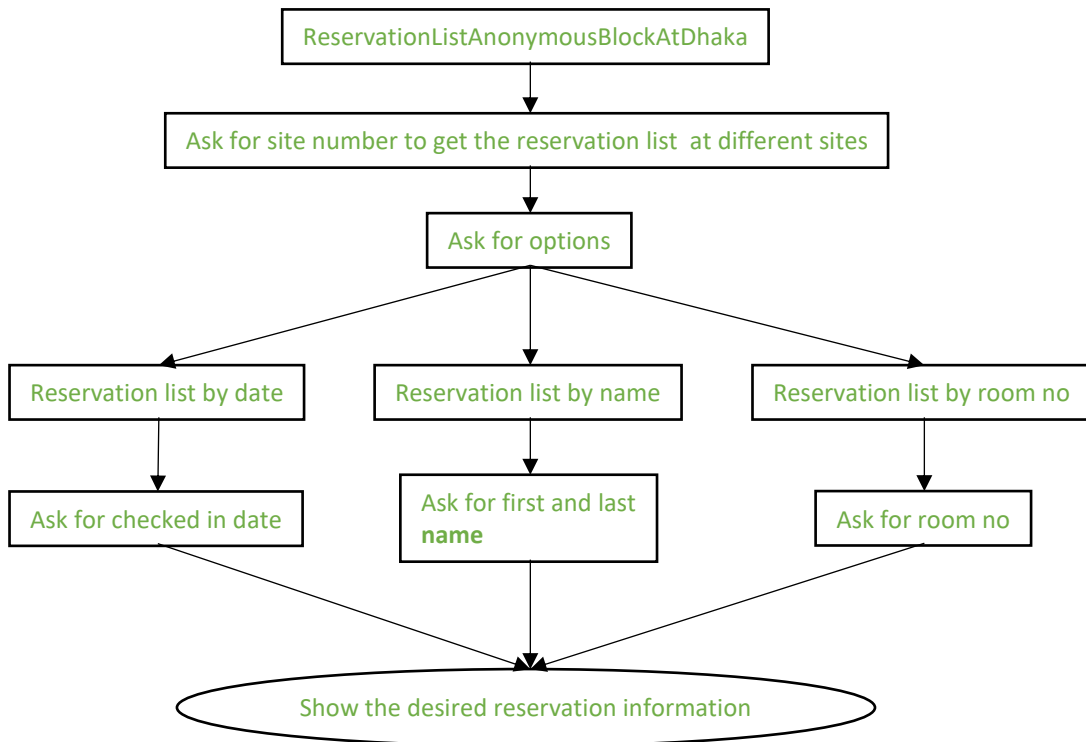 ReservationListAnonymousBlockAtDhaka
Ask for site number to get the reservation list  at different sites
Ask for options
Reservation list by date
Reservation list by name
Reservation list by room no
Ask for checked in date
Ask for first and last
name
Ask for room no
Show the desired reservation information